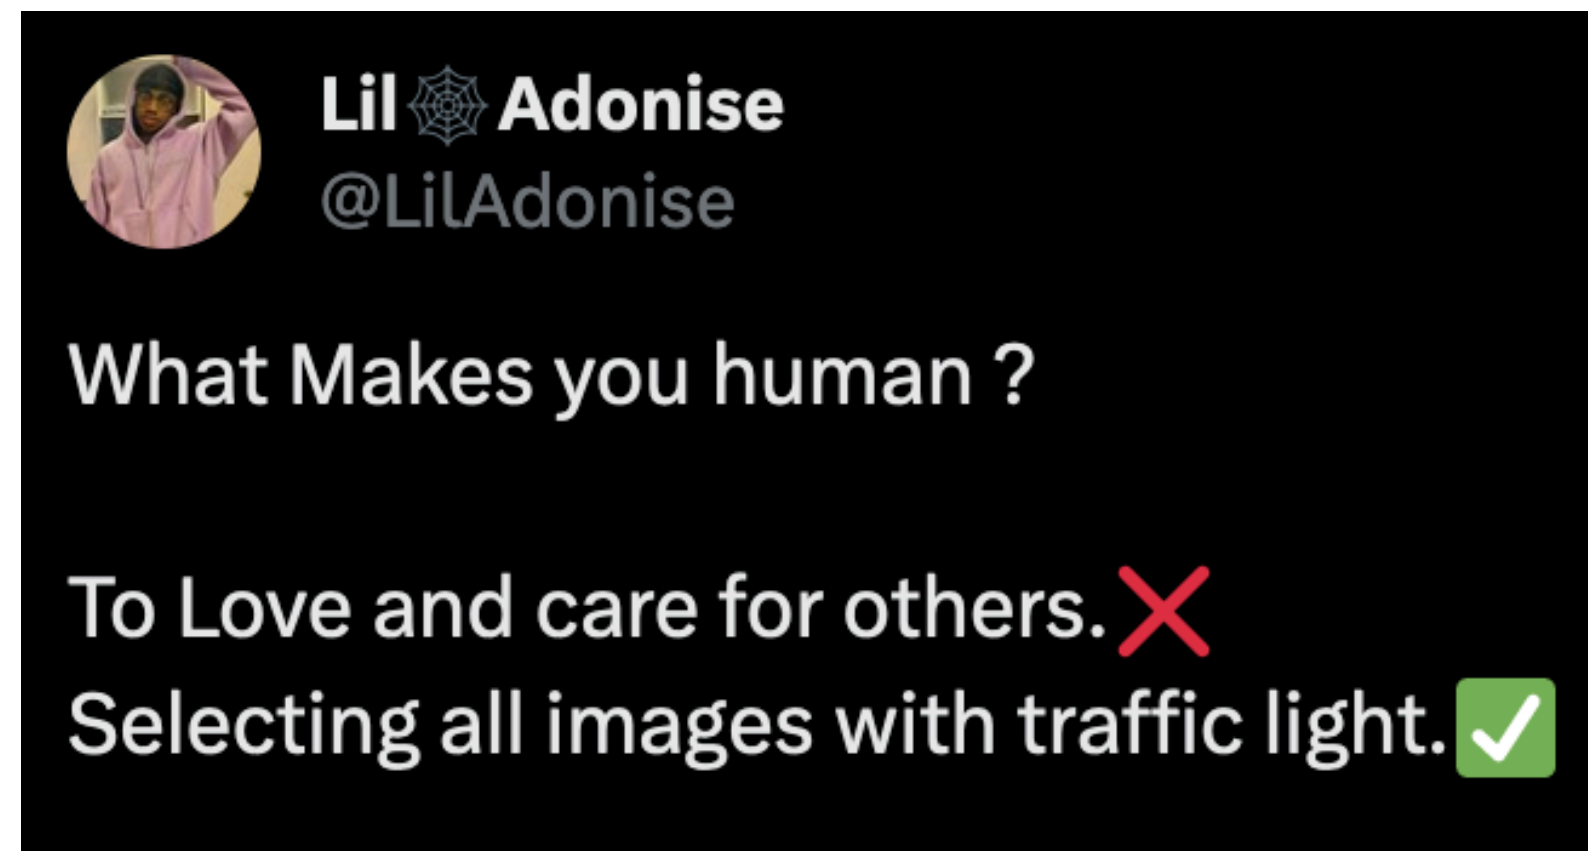 Lil🕸Adonise
@LilAdonise
What Makes you human ?
To Love and care for others.❌
Selecting all images with traffic light.✅